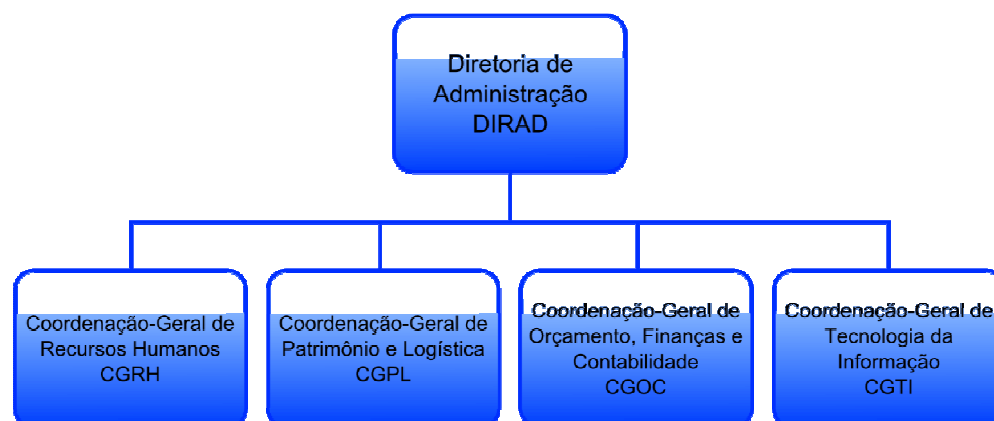 Diretoria de
Administração
DIRAD
Coordenação-Geral de
Recursos Humanos
CGRH
Coordenação-Geral de
Patrimônio e Logística
CGPL
Coordenação-Geral de
Orçamento, Finanças e
Contabilidade
CGOC
Coordenação-Geral de
Tecnologia da
Informação
CGTI